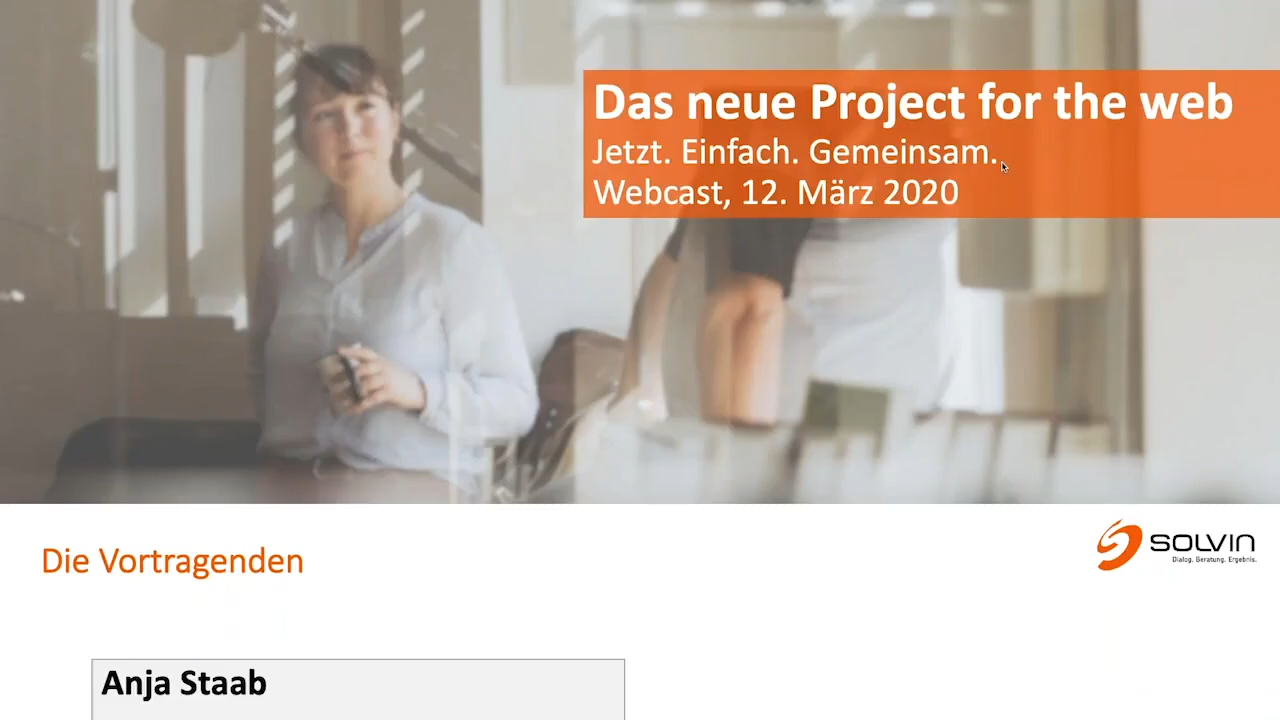 Das neue Project for the web
Jetzt. Einfach. Gemeinsam.
Webcast, 12. März 2020
Die Vortragenden
SOLVIN
Dialog. Beratung. Ergebnis.
Anja Staab